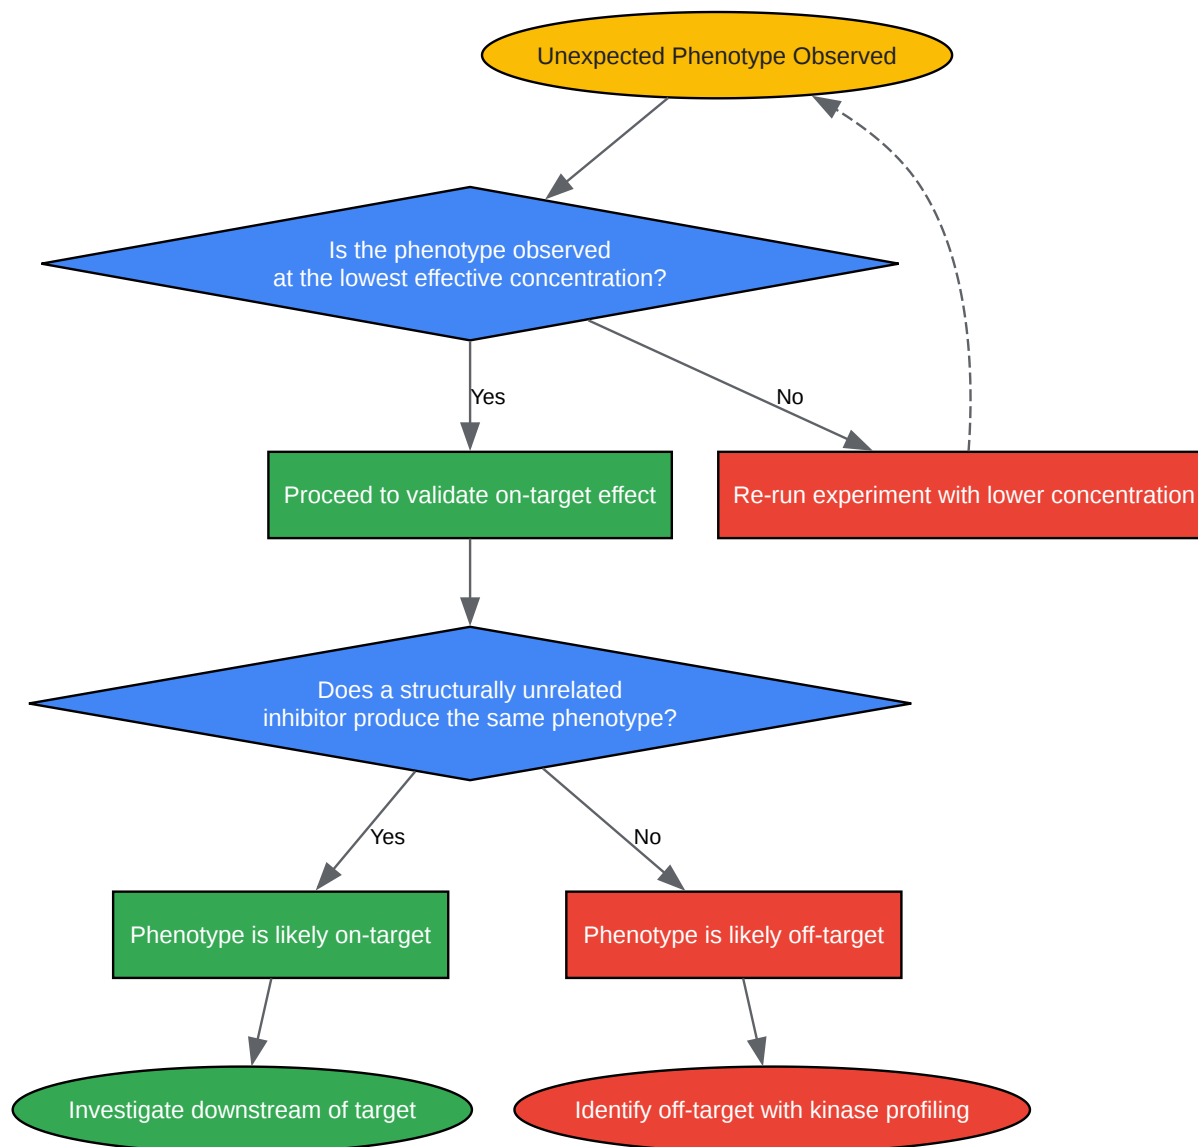 Unexpected Phenotype Observed
Is the phenotype observed
at the lowest effective concentration?
Yes
No
Proceed to validate on-target effect
Re-run experiment with lower concentration
Does a structurally unrelated
inhibitor produce the same phenotype?
Yes
No
Phenotype is likely on-target
Phenotype is likely off-target
Investigate downstream of target
Identify off-target with kinase profiling